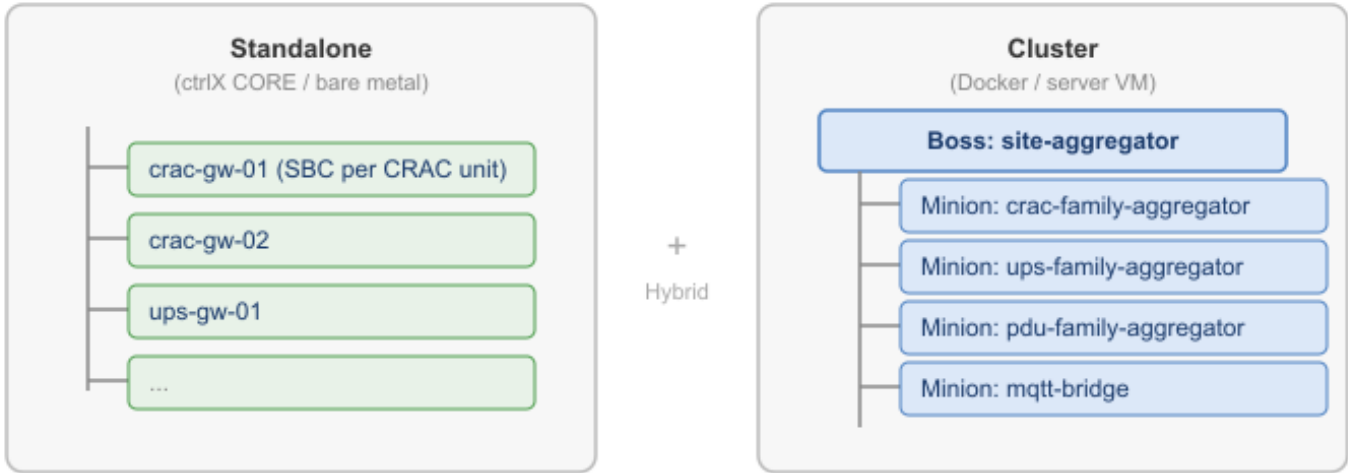 Standalone
(ctrlX CORE / bare metal)
crac-gw-01 (SBC per CRAC unit)
crac-gw-02
ups-gw-01
...
+
Hybrid
Cluster
(Docker / server VM)
Boss: site-aggregator
Minion: crac-family-aggregator
Minion: ups-family-aggregator
Minion: pdu-family-aggregator
Minion: mqtt-bridge